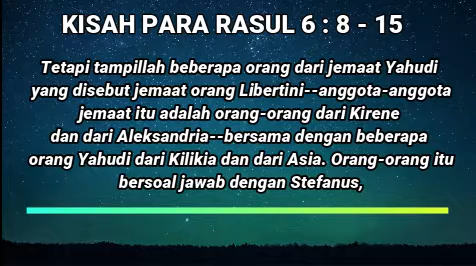 KISAH PARA RASUL 6 : 8 - 15
Tetapi tampillah beberapa orang dari jemaat Yahudi
yang disebut jemaat orang Libertini--anggota-anggota
jemaat itu adalah orang-orang dari Kirene
dan dari Aleksandria--bersama dengan beberapa
orang Yahudi dari Kilikia dan dari Asia. Orang-orang itu
bersoal jawab dengan Stefanus,